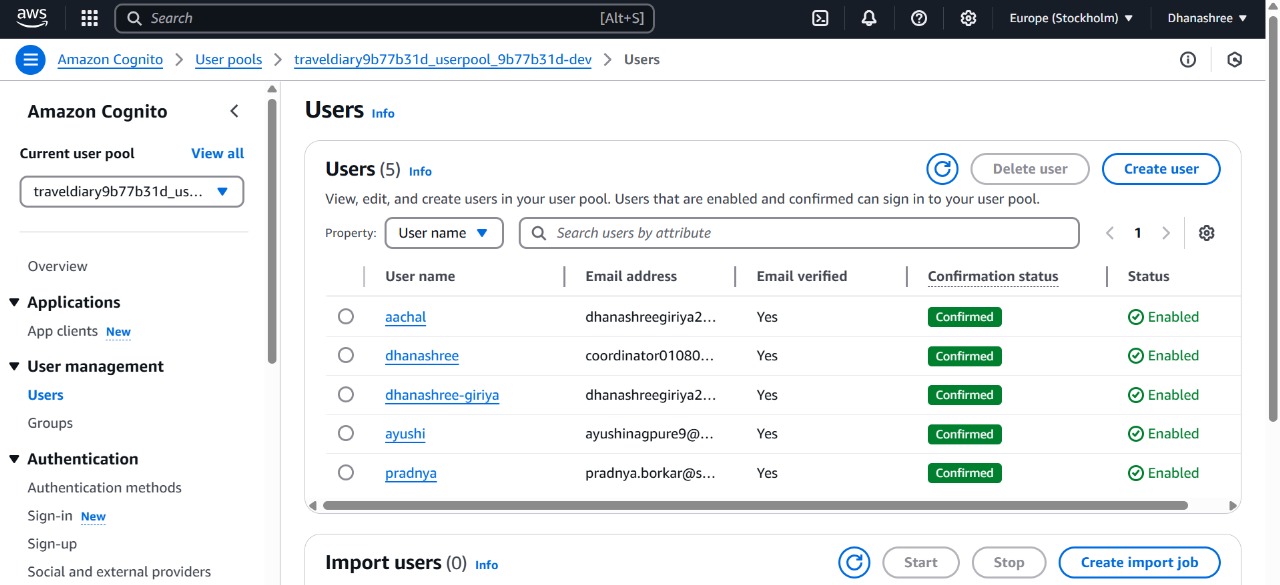 aws Search [Alt+S] Europe (Stockholm) Dhanashree
Amazon Cognito > User pools > traveldiary9b77b31d_userpool_9b77b31d-dev > Users
Amazon Cognito
Current user pool View all
traveldiary9b77b31d_us...
Overview
Applications
App clients New
User management
Users
Groups
Authentication
Authentication methods
Sign-in New
Sign-up
Social and external providers
Users Info
Users (5) Info Delete user Create user
View, edit, and create users in your user pool. Users that are enabled and confirmed can sign in to your user pool.
Property: User name Search users by attribute 1
User name Email address Email verified Confirmation status Status
aachal dhanashreegiriya2... Yes Confirmed Enabled
dhanashree coordinator01080... Yes Confirmed Enabled
dhanashree-giriya dhanashreegiriya2... Yes Confirmed Enabled
ayushi ayushinagpure9@... Yes Confirmed Enabled
pradnya pradnya.borkar@s... Yes Confirmed Enabled
Import users (0) Info Start Stop Create import job